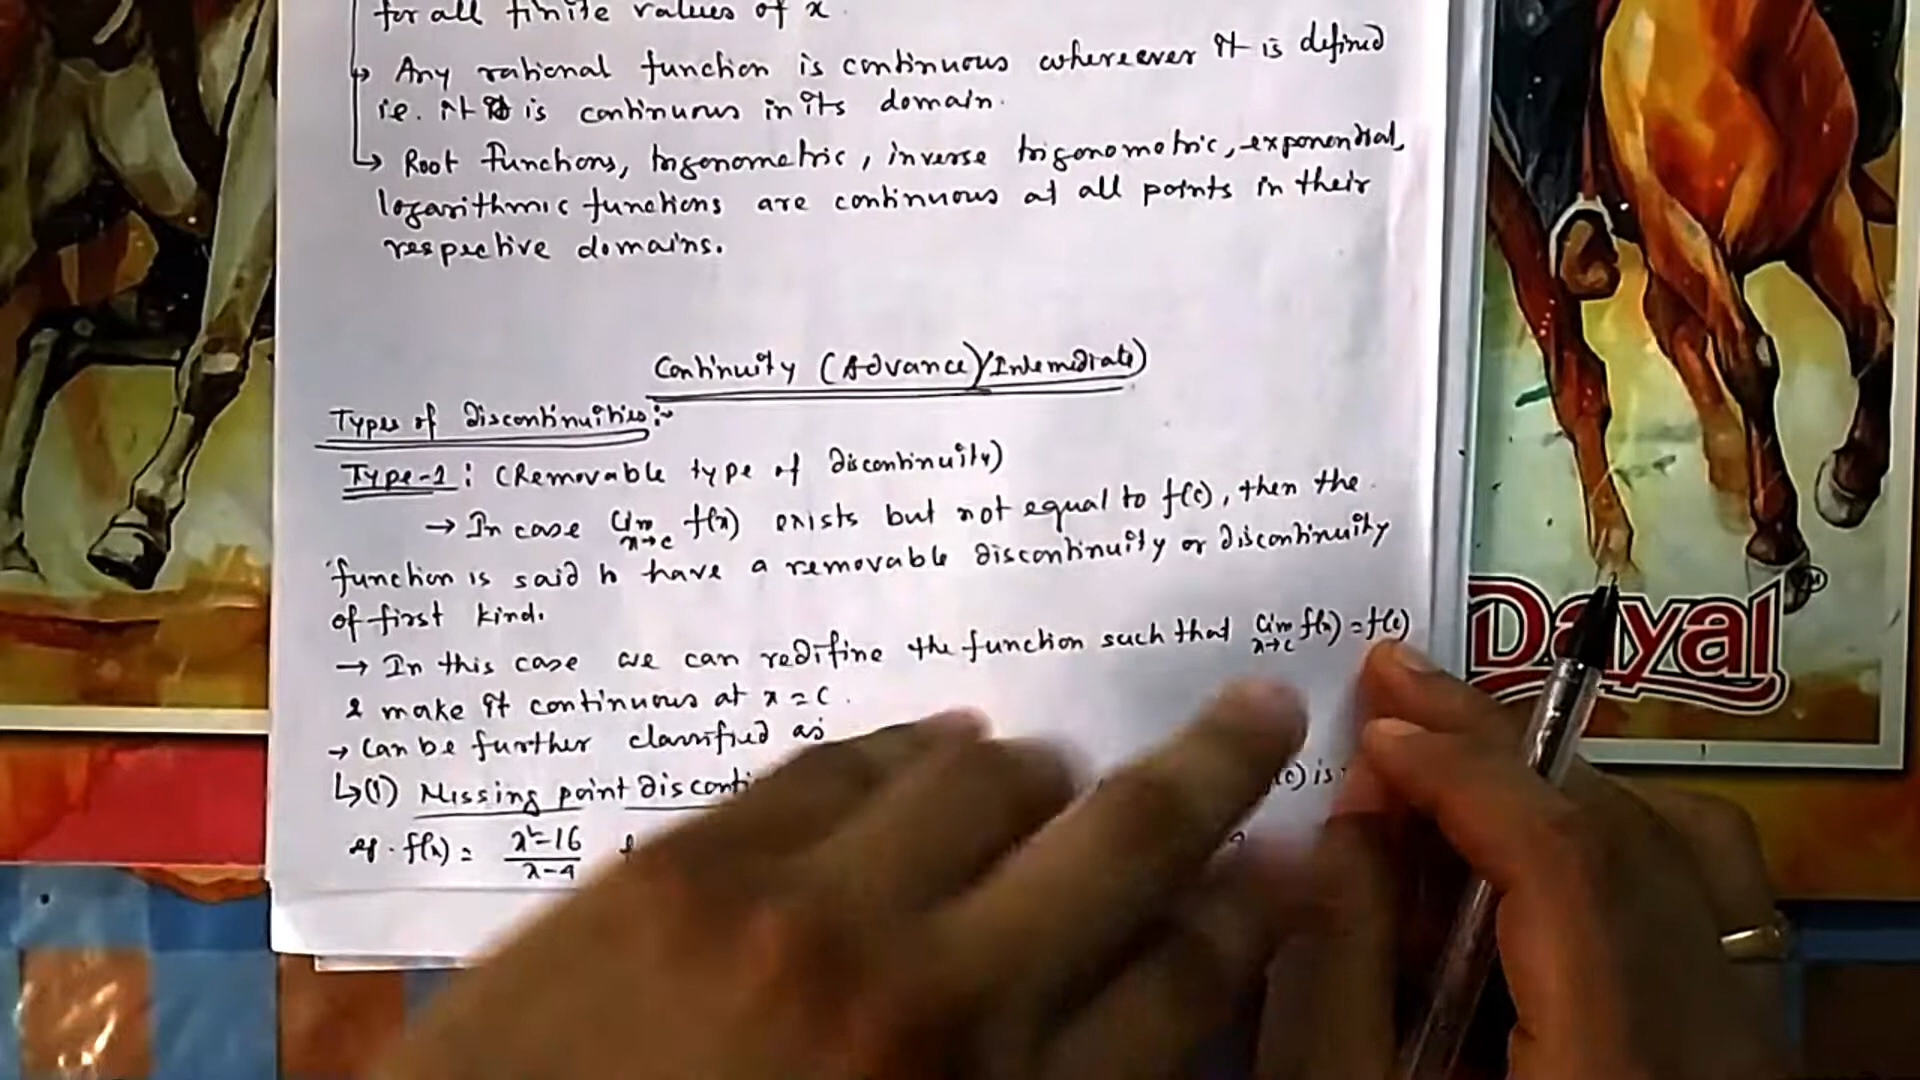 for all finite values of x
↳ Any rational function is continuous whereever it is defined
i.e. it is continuous in its domain.
↳ Root functions, trigonometric, inverse trigonometric, exponential,
logarithmic functions are continuous at all points in their
respective domains.
Continuity (Advance)/Intermediate)
Types of discontinuities:-
Type-1: (Removable type of discontinuity)
→ In case lim x→c f(x) exists but not equal to f(c), then the
function is said to have a removable discontinuity or discontinuity
of first kind.
→ In this case we can redifine the function such that lim x→c f(x) = f(c)
& make it continuous at x = c.
→ Can be further classified as
↳(1) Missing point disconti (c) is
eg. f(x) = x²-16 / x-4
Dayal